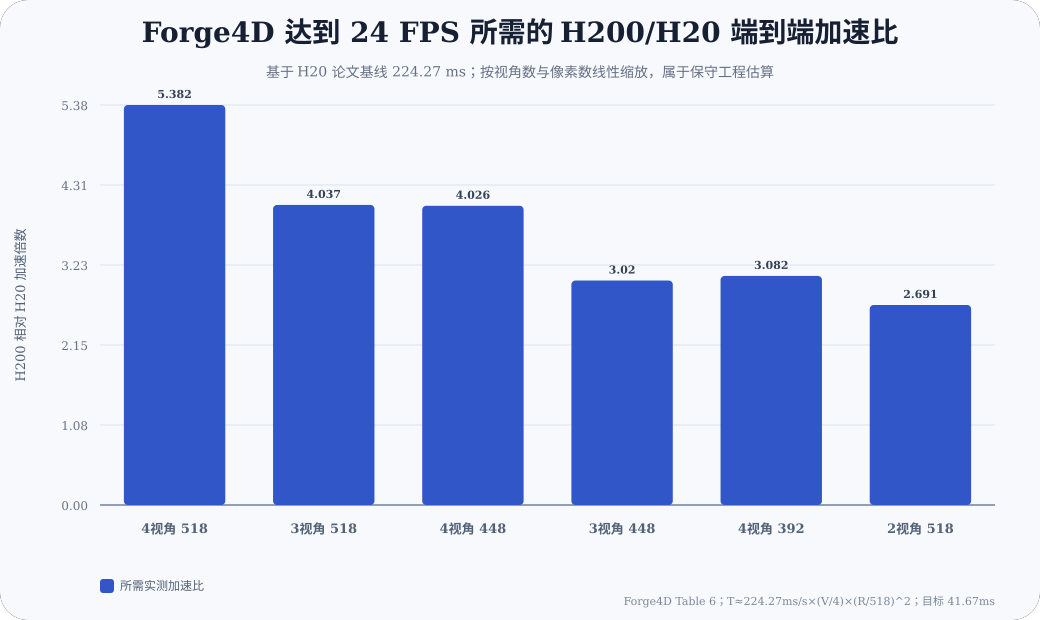 Forge4D 达到 24 FPS 所需的 H200/H20 端到端加速比
基于 H20 论文基线 224.27 ms；按视角数与像素数线性缩放，属于保守工程估算
H200 相对 H20 加速倍数
5.38
4.31
3.23
2.15
1.08
0.00
5.382
4.037
4.026
3.02
3.082
2.691
4视角 518
3视角 518
4视角 448
3视角 448
4视角 392
2视角 518
所需实测加速比
Forge4D Table 6；T≈224.27ms/s×(V/4)×(R/518)^2；目标 41.67ms